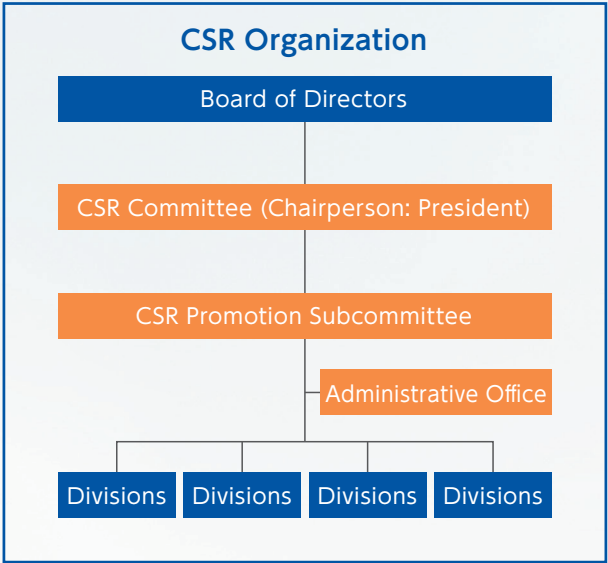 CSR Organization
Board of Directors
CSR Committee (Chairperson: President)
CSR Promotion Subcommittee
Administrative Office
Divisions
Divisions
Divisions
Divisions